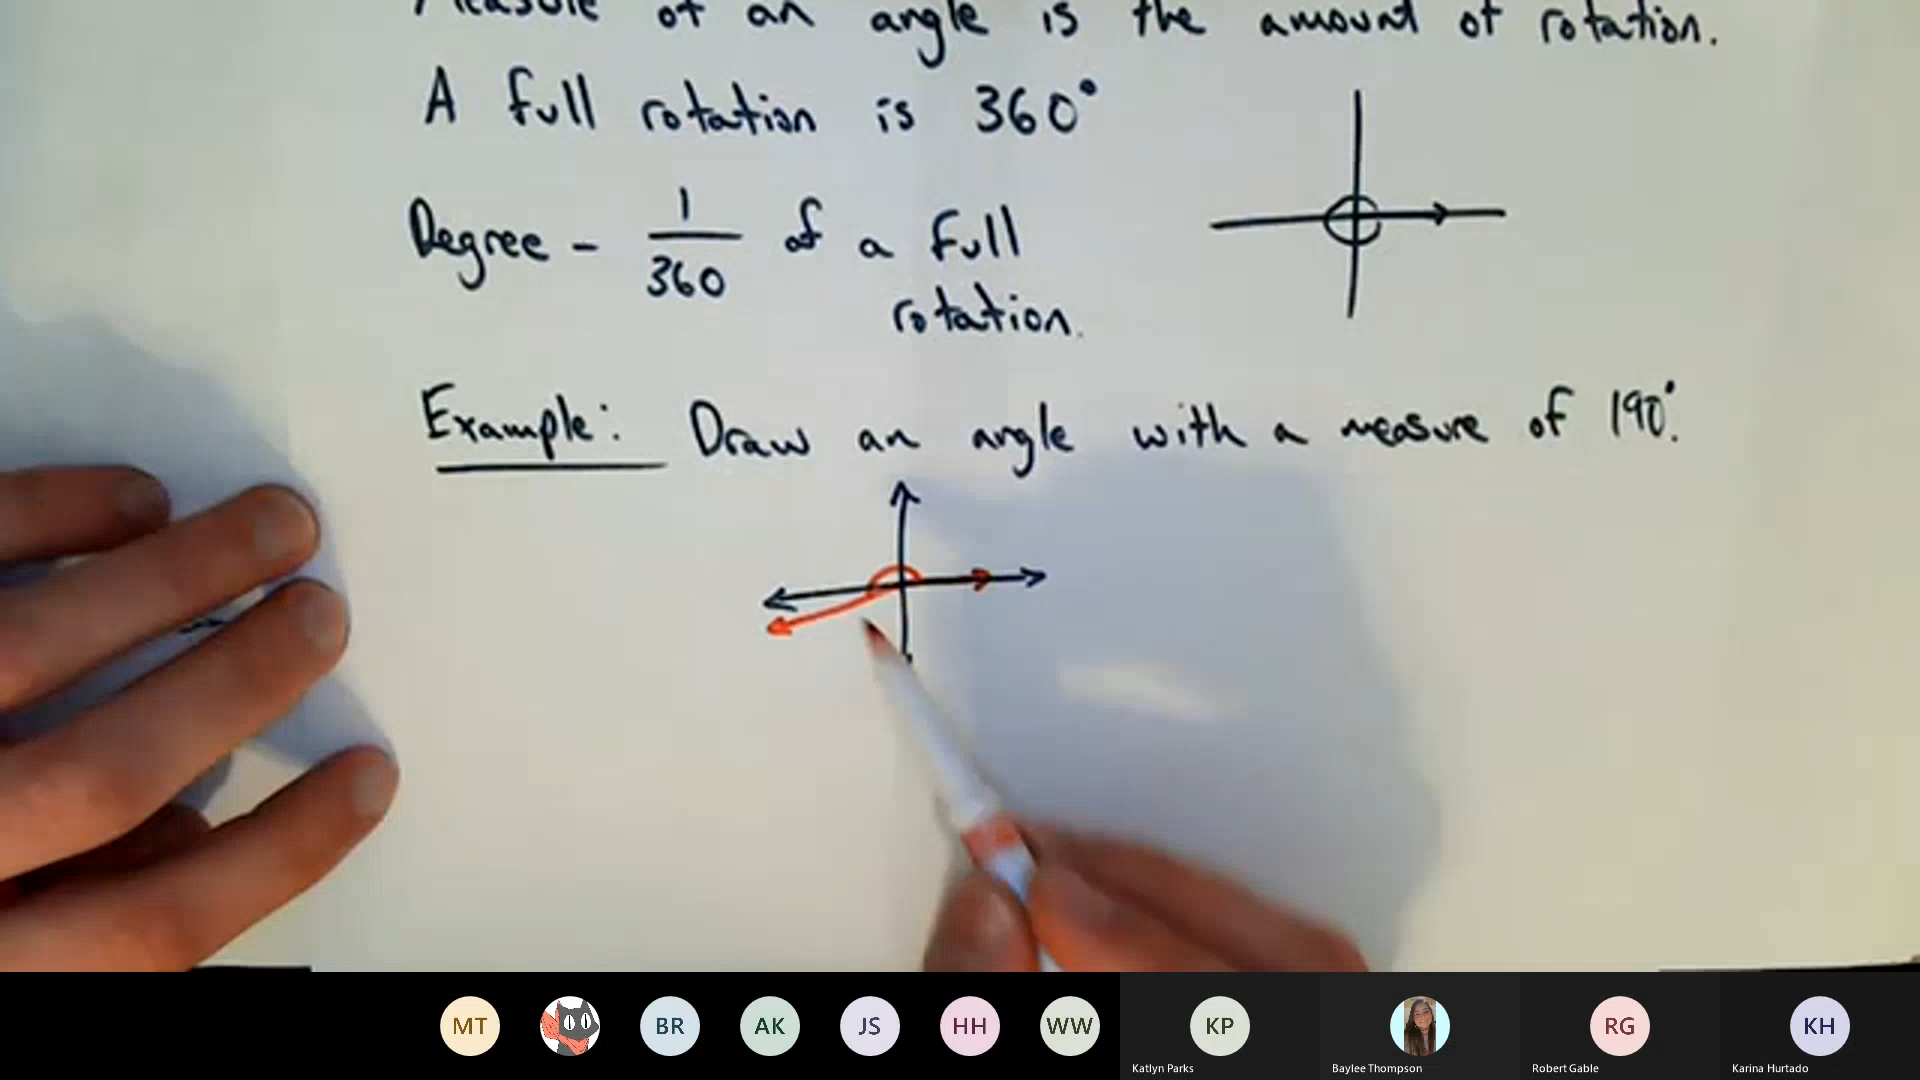 Measure of an angle is the amount of rotation.
A full rotation is 360°
Degree - 1/360 of a full
rotation.
Example: Draw an angle with a measure of 190°.
MT
BR
AK
JS
HH
WW
KP
RG
KH
Katlyn Parks
Baylee Thompson
Robert Gable
Karina Hurtado